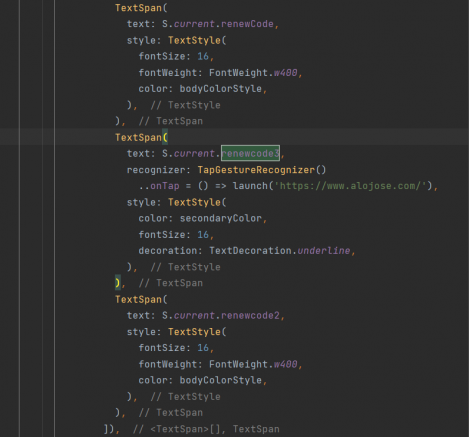 TextSpan(
text: S.current.renewCode,
style: TextStyle(
fontSize: 16,
fontWeight: FontWeight.w400,
color: bodyColorStyle,
), // TextStyle
), // TextSpan
TextSpan(
text: S.current.renewcode3,
recognizer: TapGestureRecognizer()
..onTap = () => launch('https://www.alojose.com/'),
style: TextStyle(
color: secondaryColor,
fontSize: 16,
decoration: TextDecoration.underline,
), // TextStyle
), // TextSpan
TextSpan(
text: S.current.renewcode2,
style: TextStyle(
fontSize: 16,
fontWeight: FontWeight.w400,
color: bodyColorStyle,
), // TextStyle
), // TextSpan
]), // <TextSpan>[], TextSpan